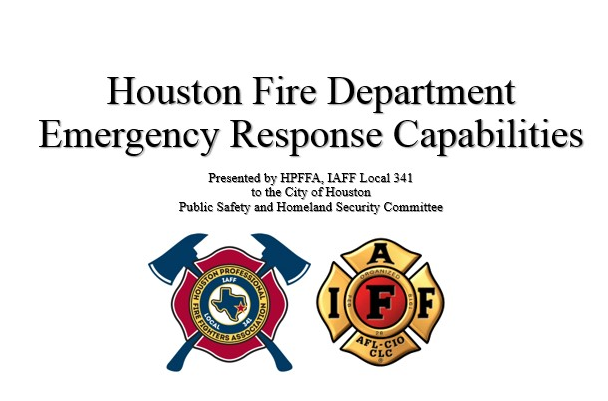 Houston Fire Department
Emergency Response Capabilities
Presented by HPFFA, IAFF Local 341
to the City of Houston
Public Safety and Homeland Security Committee
HOUSTON PROFESSIONAL
IAFF
LOCAL 341
FIRE FIGHTERS ASSOCIATION
A
ORGANIZED
I F F
AFL-CIO
CLC